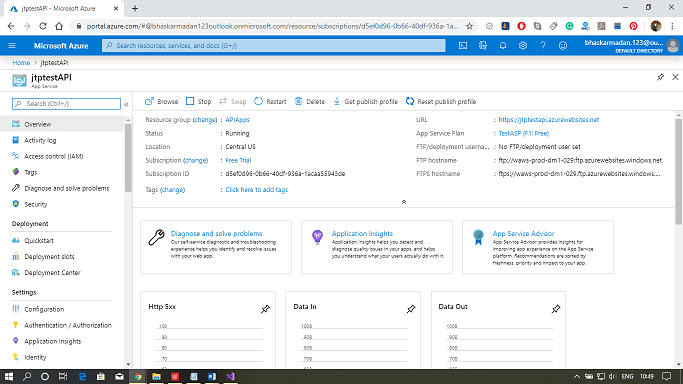 jtptestAPI - Microsoft Azure
portal.azure.com/#@bhaskarmadan123outlook.onmicrosoft.com/resource/subscriptions/d5ef0d96-0b66-40df-936a-1a...
Microsoft Azure
Search resources, services, and docs (G+/)
bhaskarmadan.123@ou...
DEFAULT DIRECTORY
Home > jtptestAPI
jtptestAPI
App Service
Search (Ctrl+/)
Browse Stop Swap Restart Delete Get publish profile Reset publish profile
Overview
Activity log
Access control (IAM)
Tags
Diagnose and solve problems
Security
Deployment
Quickstart
Deployment slots
Deployment Center
Settings
Configuration
Authentication / Authorization
Application Insights
Identity
Resource group (change) : APIApps
Status : Running
Location : Central US
Subscription (change) : Free Trial
Subscription ID : d5ef0d96-0b66-40df-936a-1acaa55943de
Tags (change) : Click here to add tags
URL : https://jtptestapi.azurewebsites.net
App Service Plan : TestASP (F1: Free)
FTP/deployment userna... : No FTP/deployment user set
FTP hostname : ftp://waws-prod-dm1-029.ftp.azurewebsites.windows.net
FTPS hostname : ftps://waws-prod-dm1-029.ftp.azurewebsites.windows....
Diagnose and solve problems
Our self-service diagnostic and troubleshooting
experience helps you identify and resolve issues
with your web app.
Application Insights
Application Insights helps you detect and
diagnose quality issues in your apps, and helps
you understand what your users actually do with it.
App Service Advisor
App Service Advisor provides insights for
improving app experience on the App Service
platform. Recommendations are sorted by
freshness, priority and impact to your app.
Http 5xx
100
90
80
70
Data In
100B
90B
80B
70B
Data Out
100B
90B
80B
70B
ENG 10:49